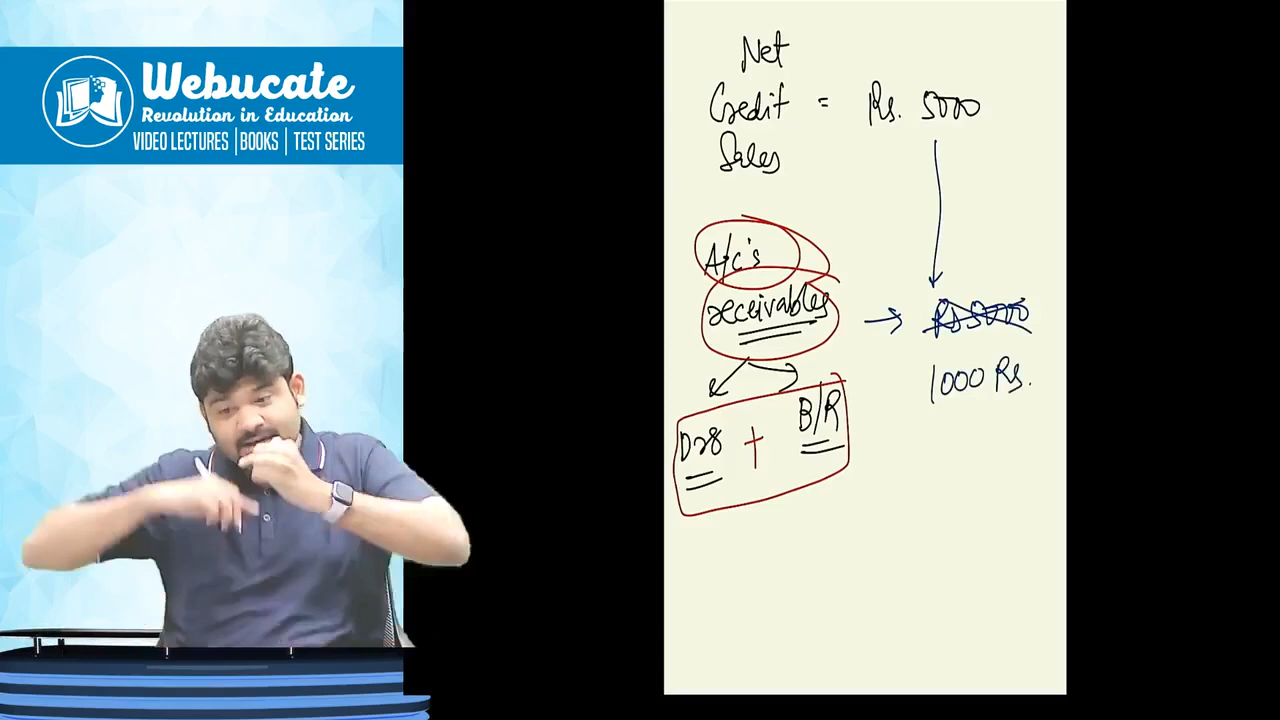 Webucate
Revolution in Education
VIDEO LECTURES | BOOKS | TEST SERIES
Net
Credit = Rs. 5000
Sales
A/c's
receivables → Rs 5000
1000 Rs.
Drs + B/R